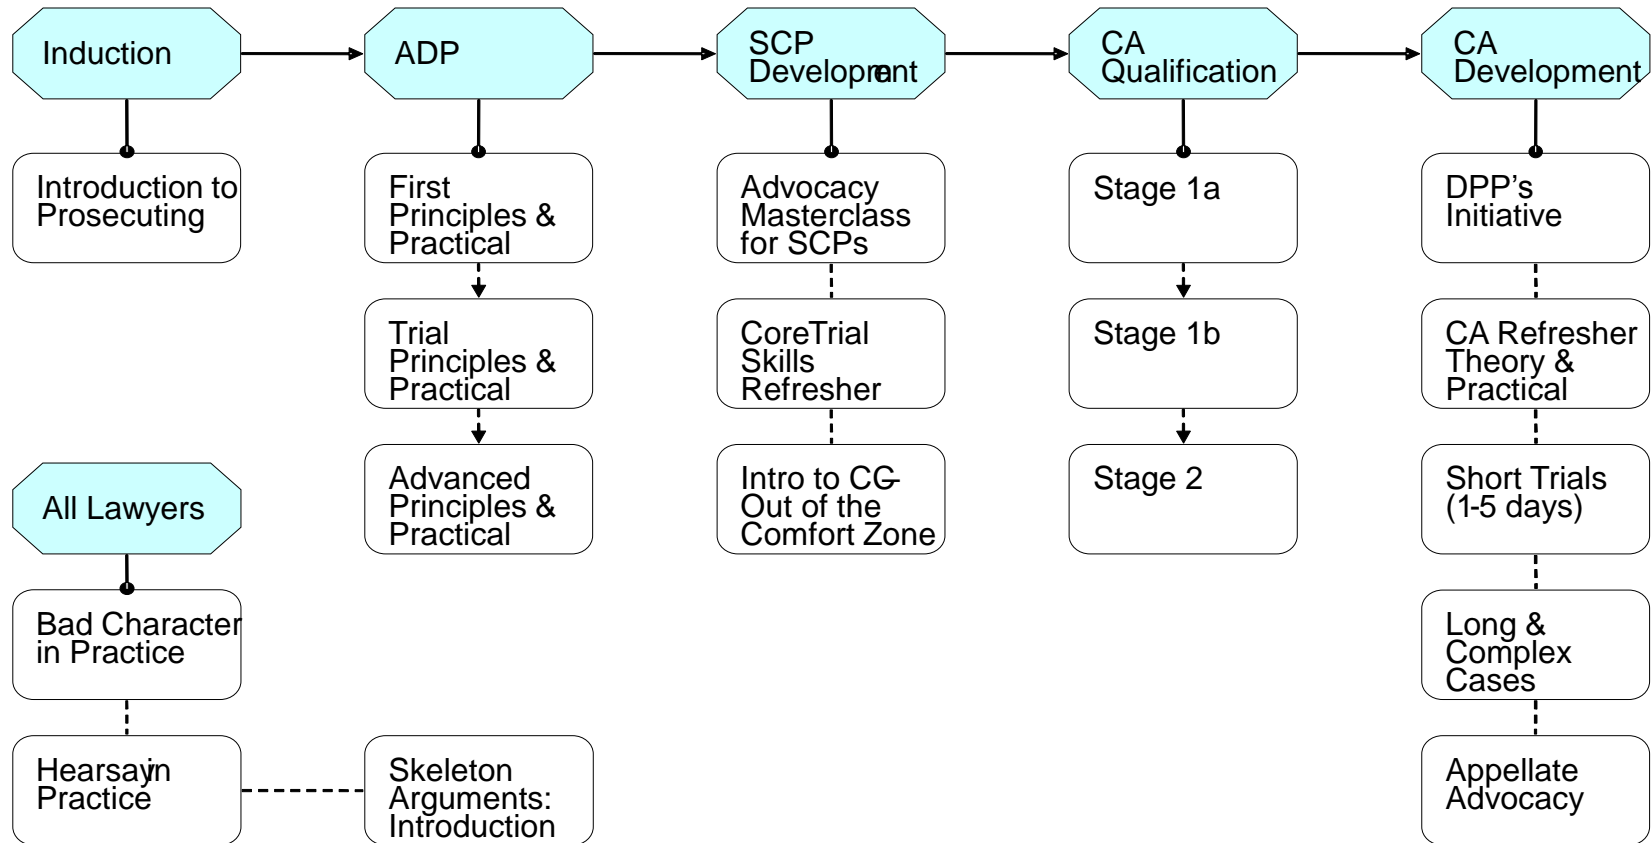 Induction
ADP
SCP
Development
CA
Qualification
CA
Development
Introduction to
Prosecuting
First
Principles &
Practical
Advocacy
Masterclass
for SCPs
Stage 1a
DPP's
Initiative
Trial
Principles &
Practical
CoreTrial
Skills
Refresher
Stage 1b
CA Refresher
Theory &
Practical
All Lawyers
Advanced
Principles &
Practical
Intro to CC-
Out of the
Comfort Zone
Stage 2
Short Trials
(1-5 days)
Bad Character
in Practice
Long &
Complex
Cases
Hearsay in
Practice
Skeleton
Arguments:
Introduction
Appellate
Advocacy